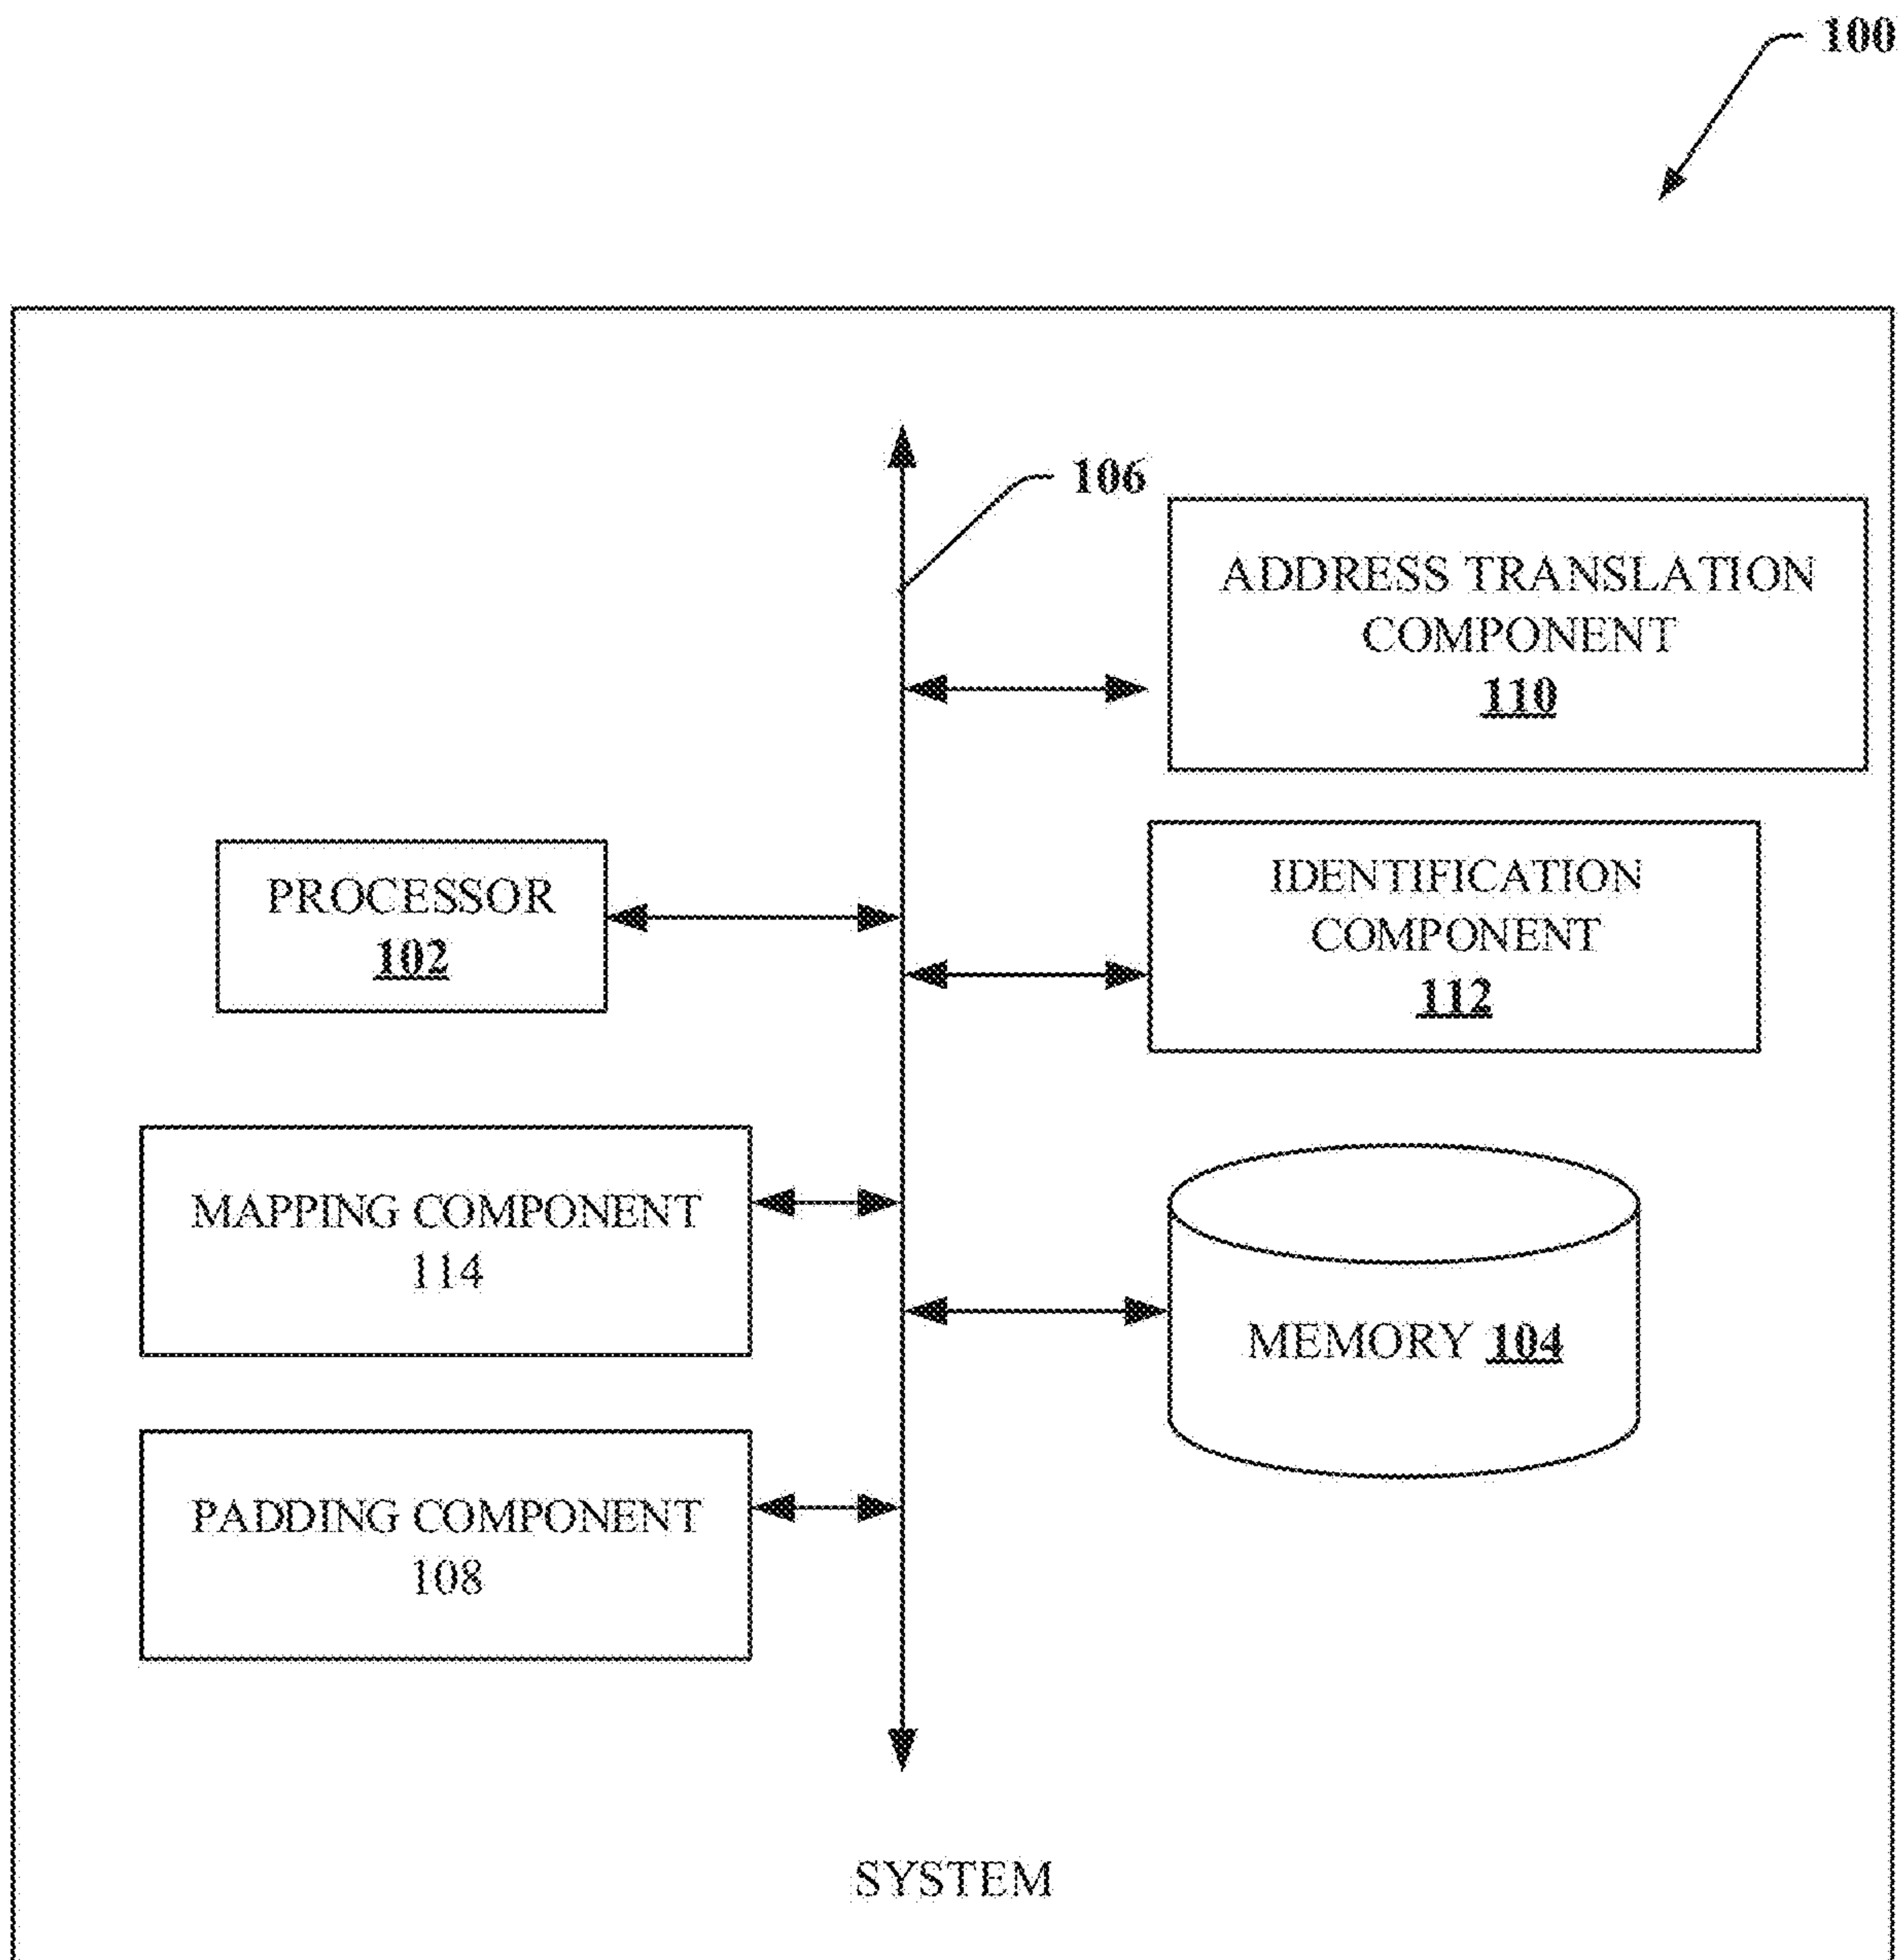 100
106
ADDRESS TRANSLATION
COMPONENT
110
PROCESSOR
102
IDENTIFICATION
COMPONENT
112
MAPPING COMPONENT
114
MEMORY 104
PADDING COMPONENT
108
SYSTEM